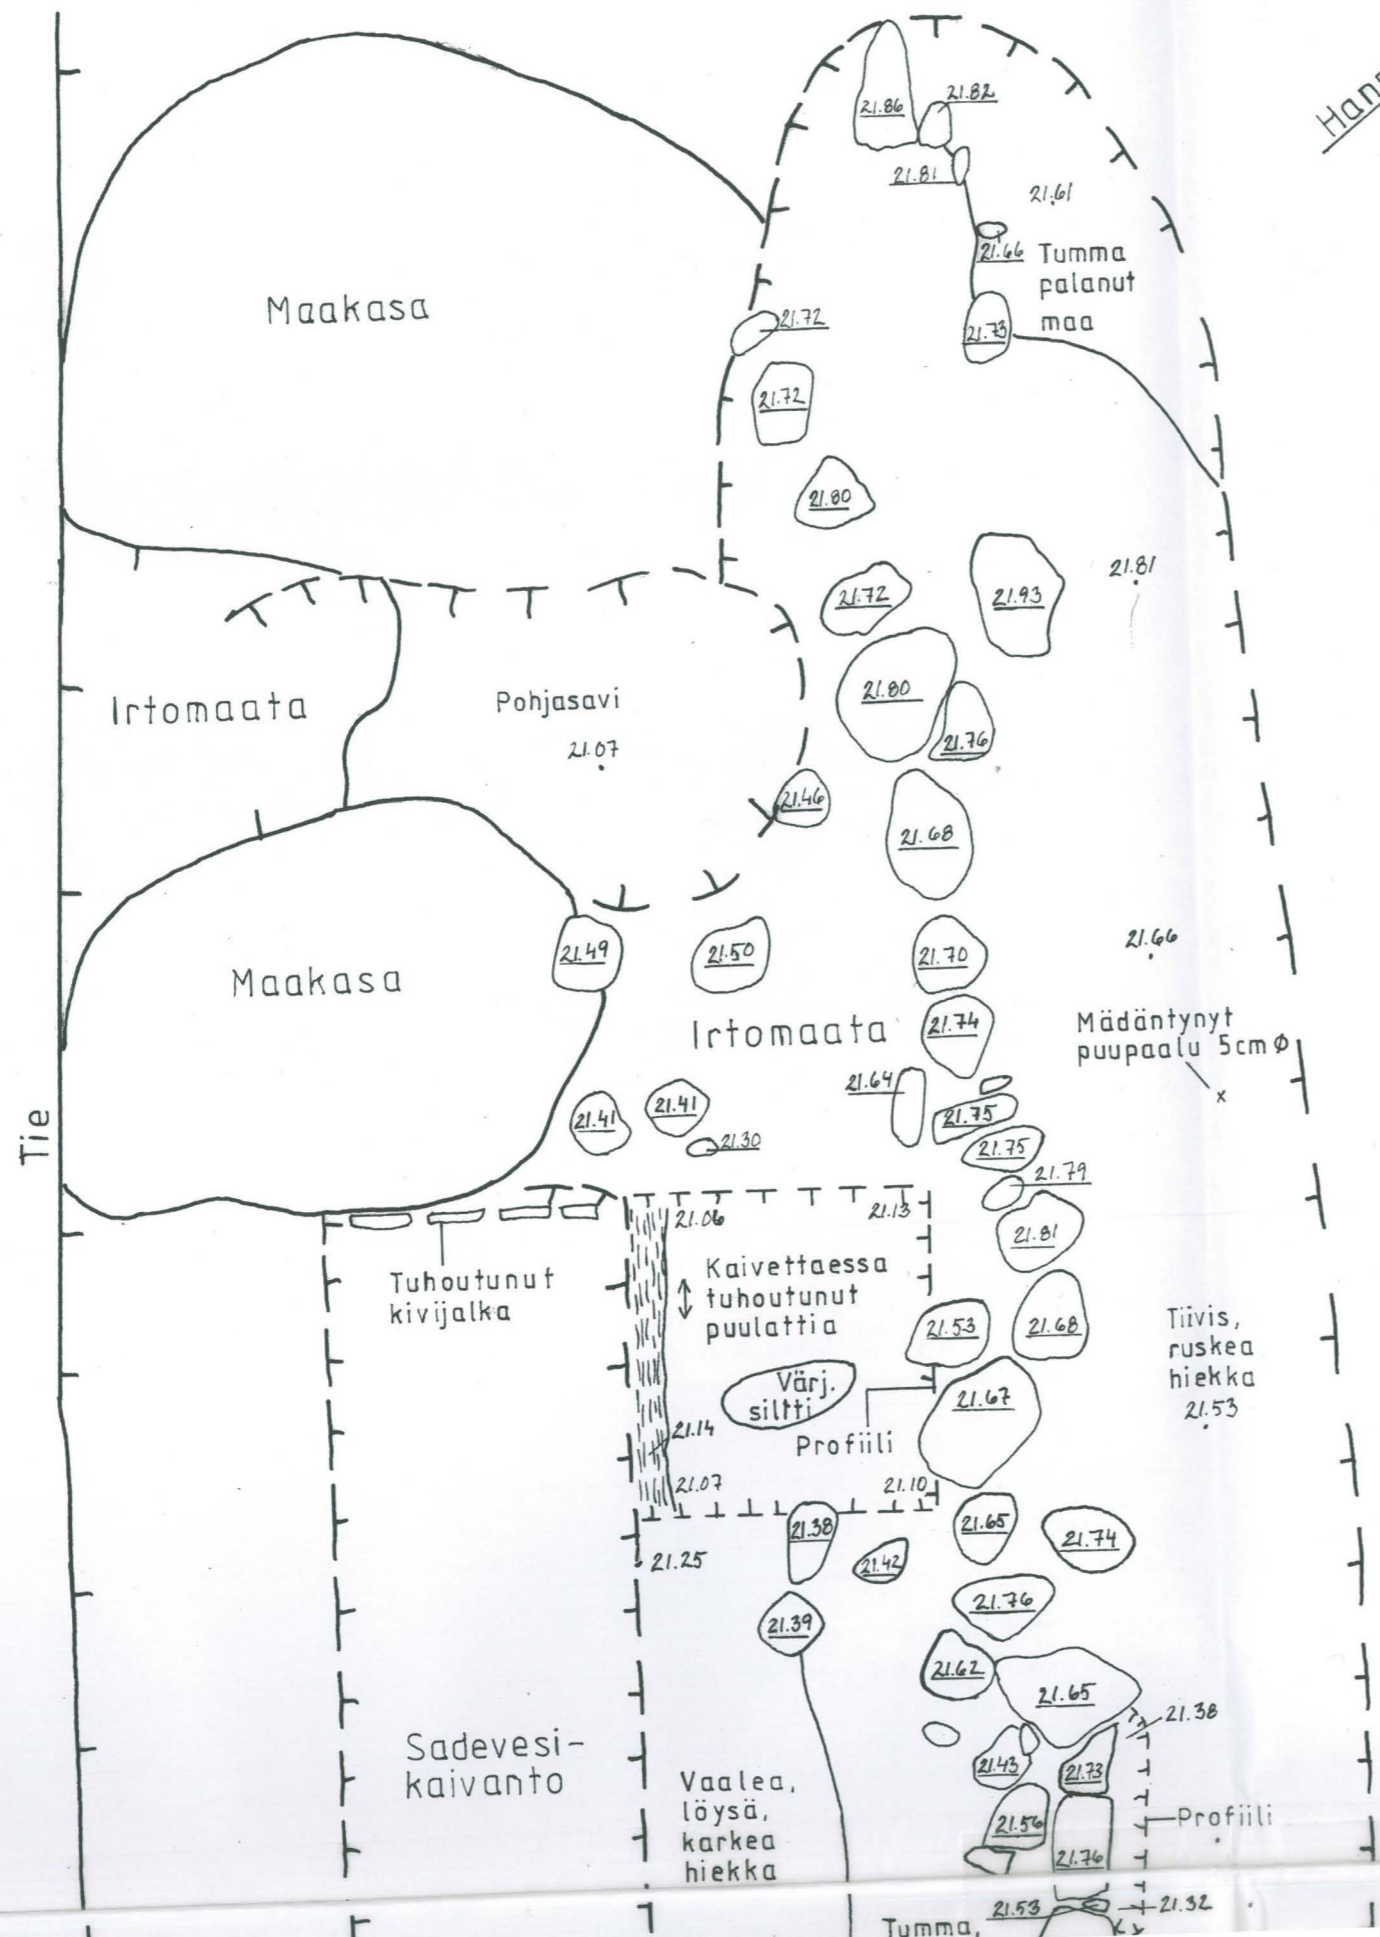 Hann
21.86
21.82
21.81
21.61
21.66
Tumma
palanut
maa
21.73
Maakasa
21.72
21.72
21.80
21.72
21.93
21.81
Irtomaata
Pohjasavi
21.07
21.80
21.76
21.46
21.68
21.49
21.50
21.70
21.66
Maakasa
Irtomaata
21.74
Mädäntynyt
puupaalu 5cm Ø
x
21.64
21.75
21.41
21.41
21.30
21.75
21.79
Tie
21.06
21.13
21.81
Tuhoutunut
kivijalka
Kaivettaessa
tuhoutunut
puulattia
21.53
21.68
Tiivis,
ruskea
hiekka
21.53
Värj.
siltti
21.67
21.14
Profiili
21.07
21.10
21.38
21.65
21.74
21.25
21.42
21.76
21.39
21.62
21.65
21.38
Sadevesi-
kaivanto
21.43
21.73
Vaalea,
löysä,
karkea
hiekka
21.56
21.76
Profiili
21.53
21.32
Tumma,